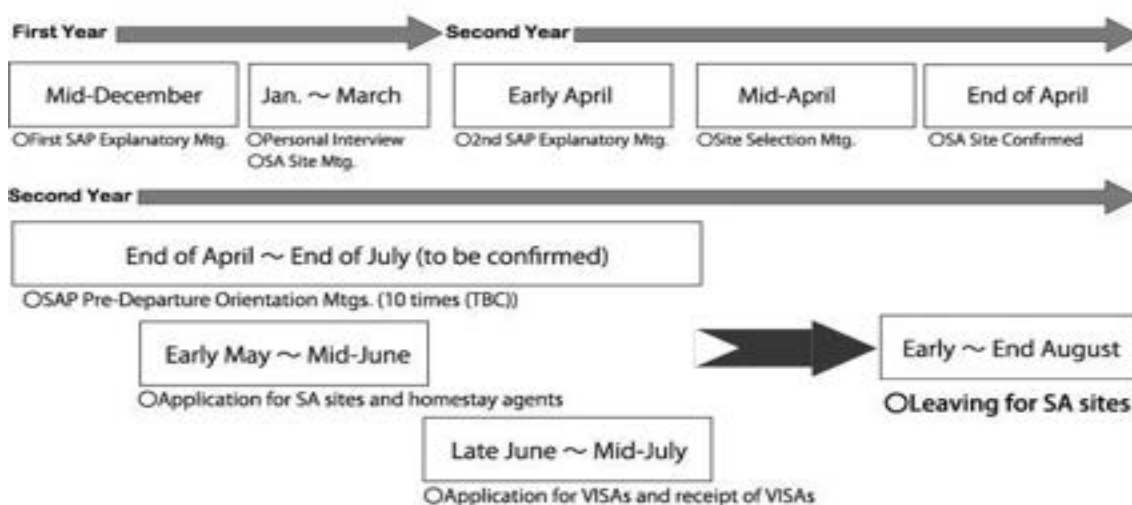 First Year
Second Year
Mid-December
Jan. ～ March
Early April
Mid-April
End of April
○First SAP Explanatory Mtg.
○Personal Interview
○SA Site Mtg.
○2nd SAP Explanatory Mtg.
○Site Selection Mtg.
○SA Site Confirmed
Second Year
End of April ～ End of July (to be confirmed)
○SAP Pre-Departure Orientation Mtgs. (10 times (TBC))
Early May ～ Mid-June
○Application for SA sites and homestay agents
Early ～ End August
○Leaving for SA sites
Late June ～ Mid-July
○Application for VISAs and receipt of VISAs